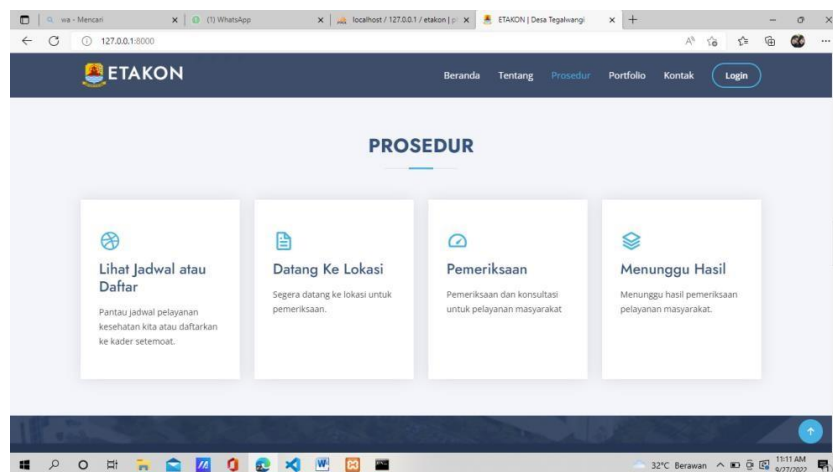 wa - Mencari
(1) WhatsApp
localhost / 127.0.0.1 / etakon | p
ETAKON | Desa Tegalwangi
127.0.0.1:8000
ETAKON
Beranda Tentang Prosedur Portfolio Kontak Login
PROSEDUR
Lihat Jadwal atau
Daftar
Pantau jadwal pelayanan
kesehatan kita atau daftarkan
ke kader setemoat.
Datang Ke Lokasi
Segera datang ke lokasi untuk
pemeriksaan.
Pemeriksaan
Pemeriksaan dan konsultasi
untuk pelayanan masyarakat
Menunggu Hasil
Menunggu hasil pemeriksaan
pelayanan masyarakat.
32°C Berawan
11:11 AM
9/27/2022